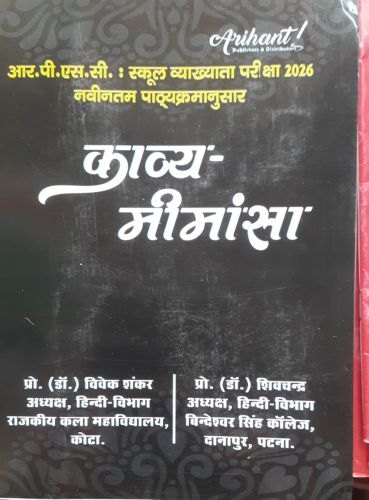 Arihant!
Publishers & Distributors
आर.पी.एस.सी. : स्कूल व्याख्याता परीक्षा 2026
नवीनतम पाठ्यक्रमानुसार
काव्य-
मीमांसा
प्रो. (डॉ.) विवेक शंकर
अध्यक्ष, हिन्दी-विभाग
राजकीय कला महाविद्यालय,
कोटा.
प्रो. (डॉ.) शिवचन्द्र
अध्यक्ष, हिन्दी-विभाग
बिन्देश्वर सिंह कॉलेज,
दानापुर, पटना.